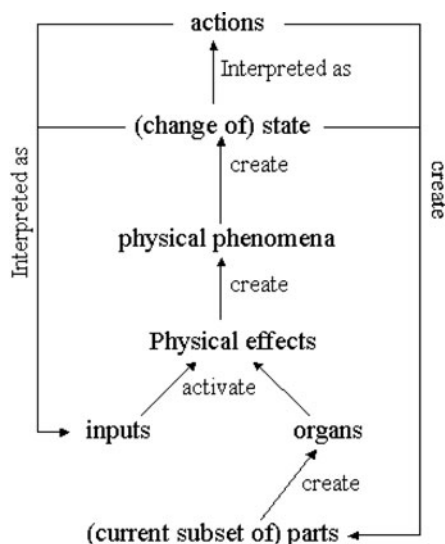 actions
Interpreted as
(change of) state
create
Interpreted as
create
physical phenomena
create
Physical effects
activate
inputs
organs
create
(current subset of) parts